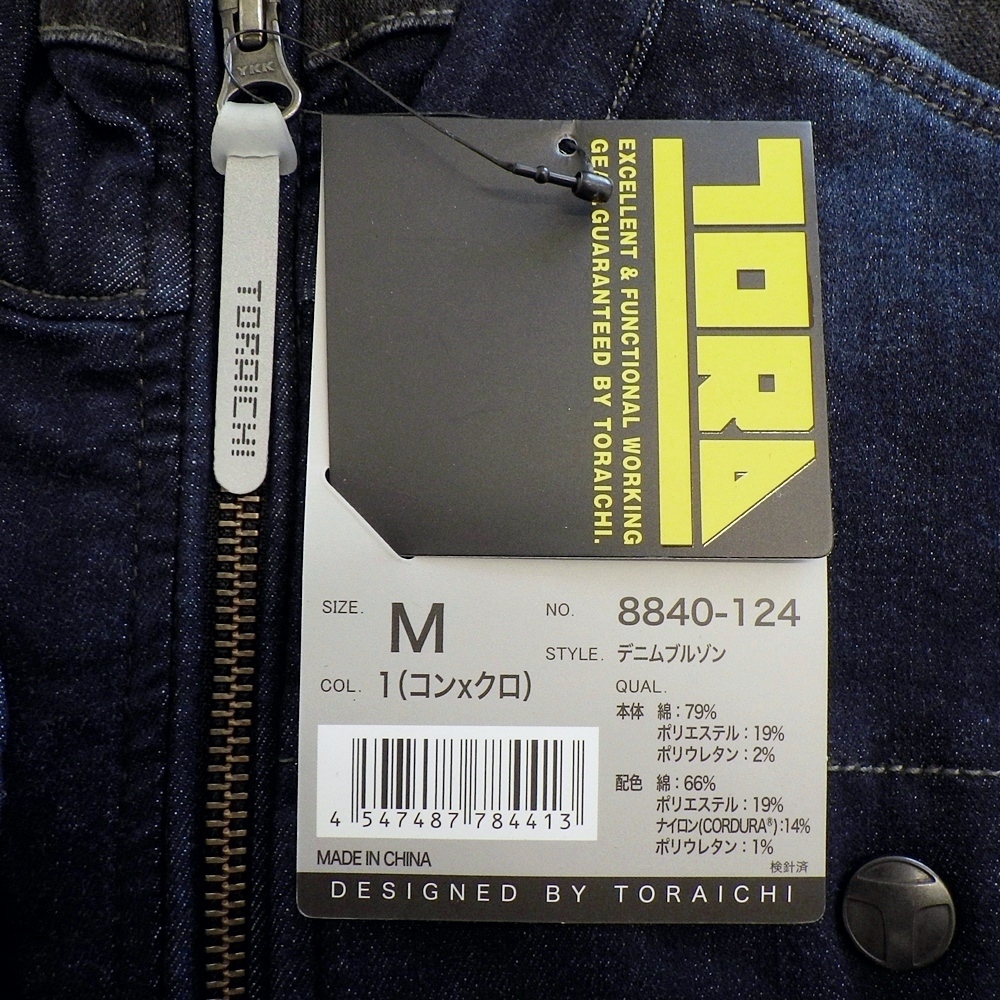 YKK
TORAICHI
TORA
EXCELLENT & FUNCTIONAL WORKING
GUARANTEED BY TORAICHI.
SIZE. M
NO. 8840-124
STYLE. デニムブルゾン
COL. 1(コンxクロ)
QUAL.
本体 綿:79%
ポリエステル:19%
ポリウレタン:2%
配色 綿:66%
ポリエステル:19%
ナイロン(CORDURA®):14%
ポリウレタン:1%
検針済
4 547487 784413
MADE IN CHINA
DESIGNED BY TORAICHI